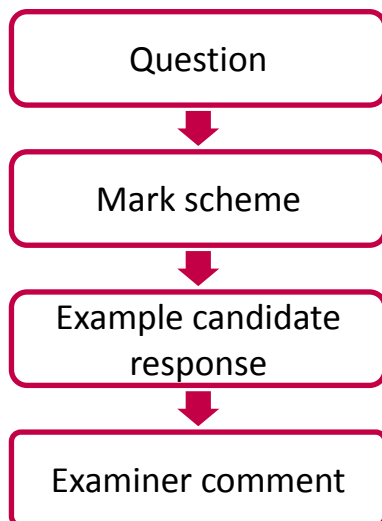 Question
Mark scheme
Example candidate
response
Examiner comment